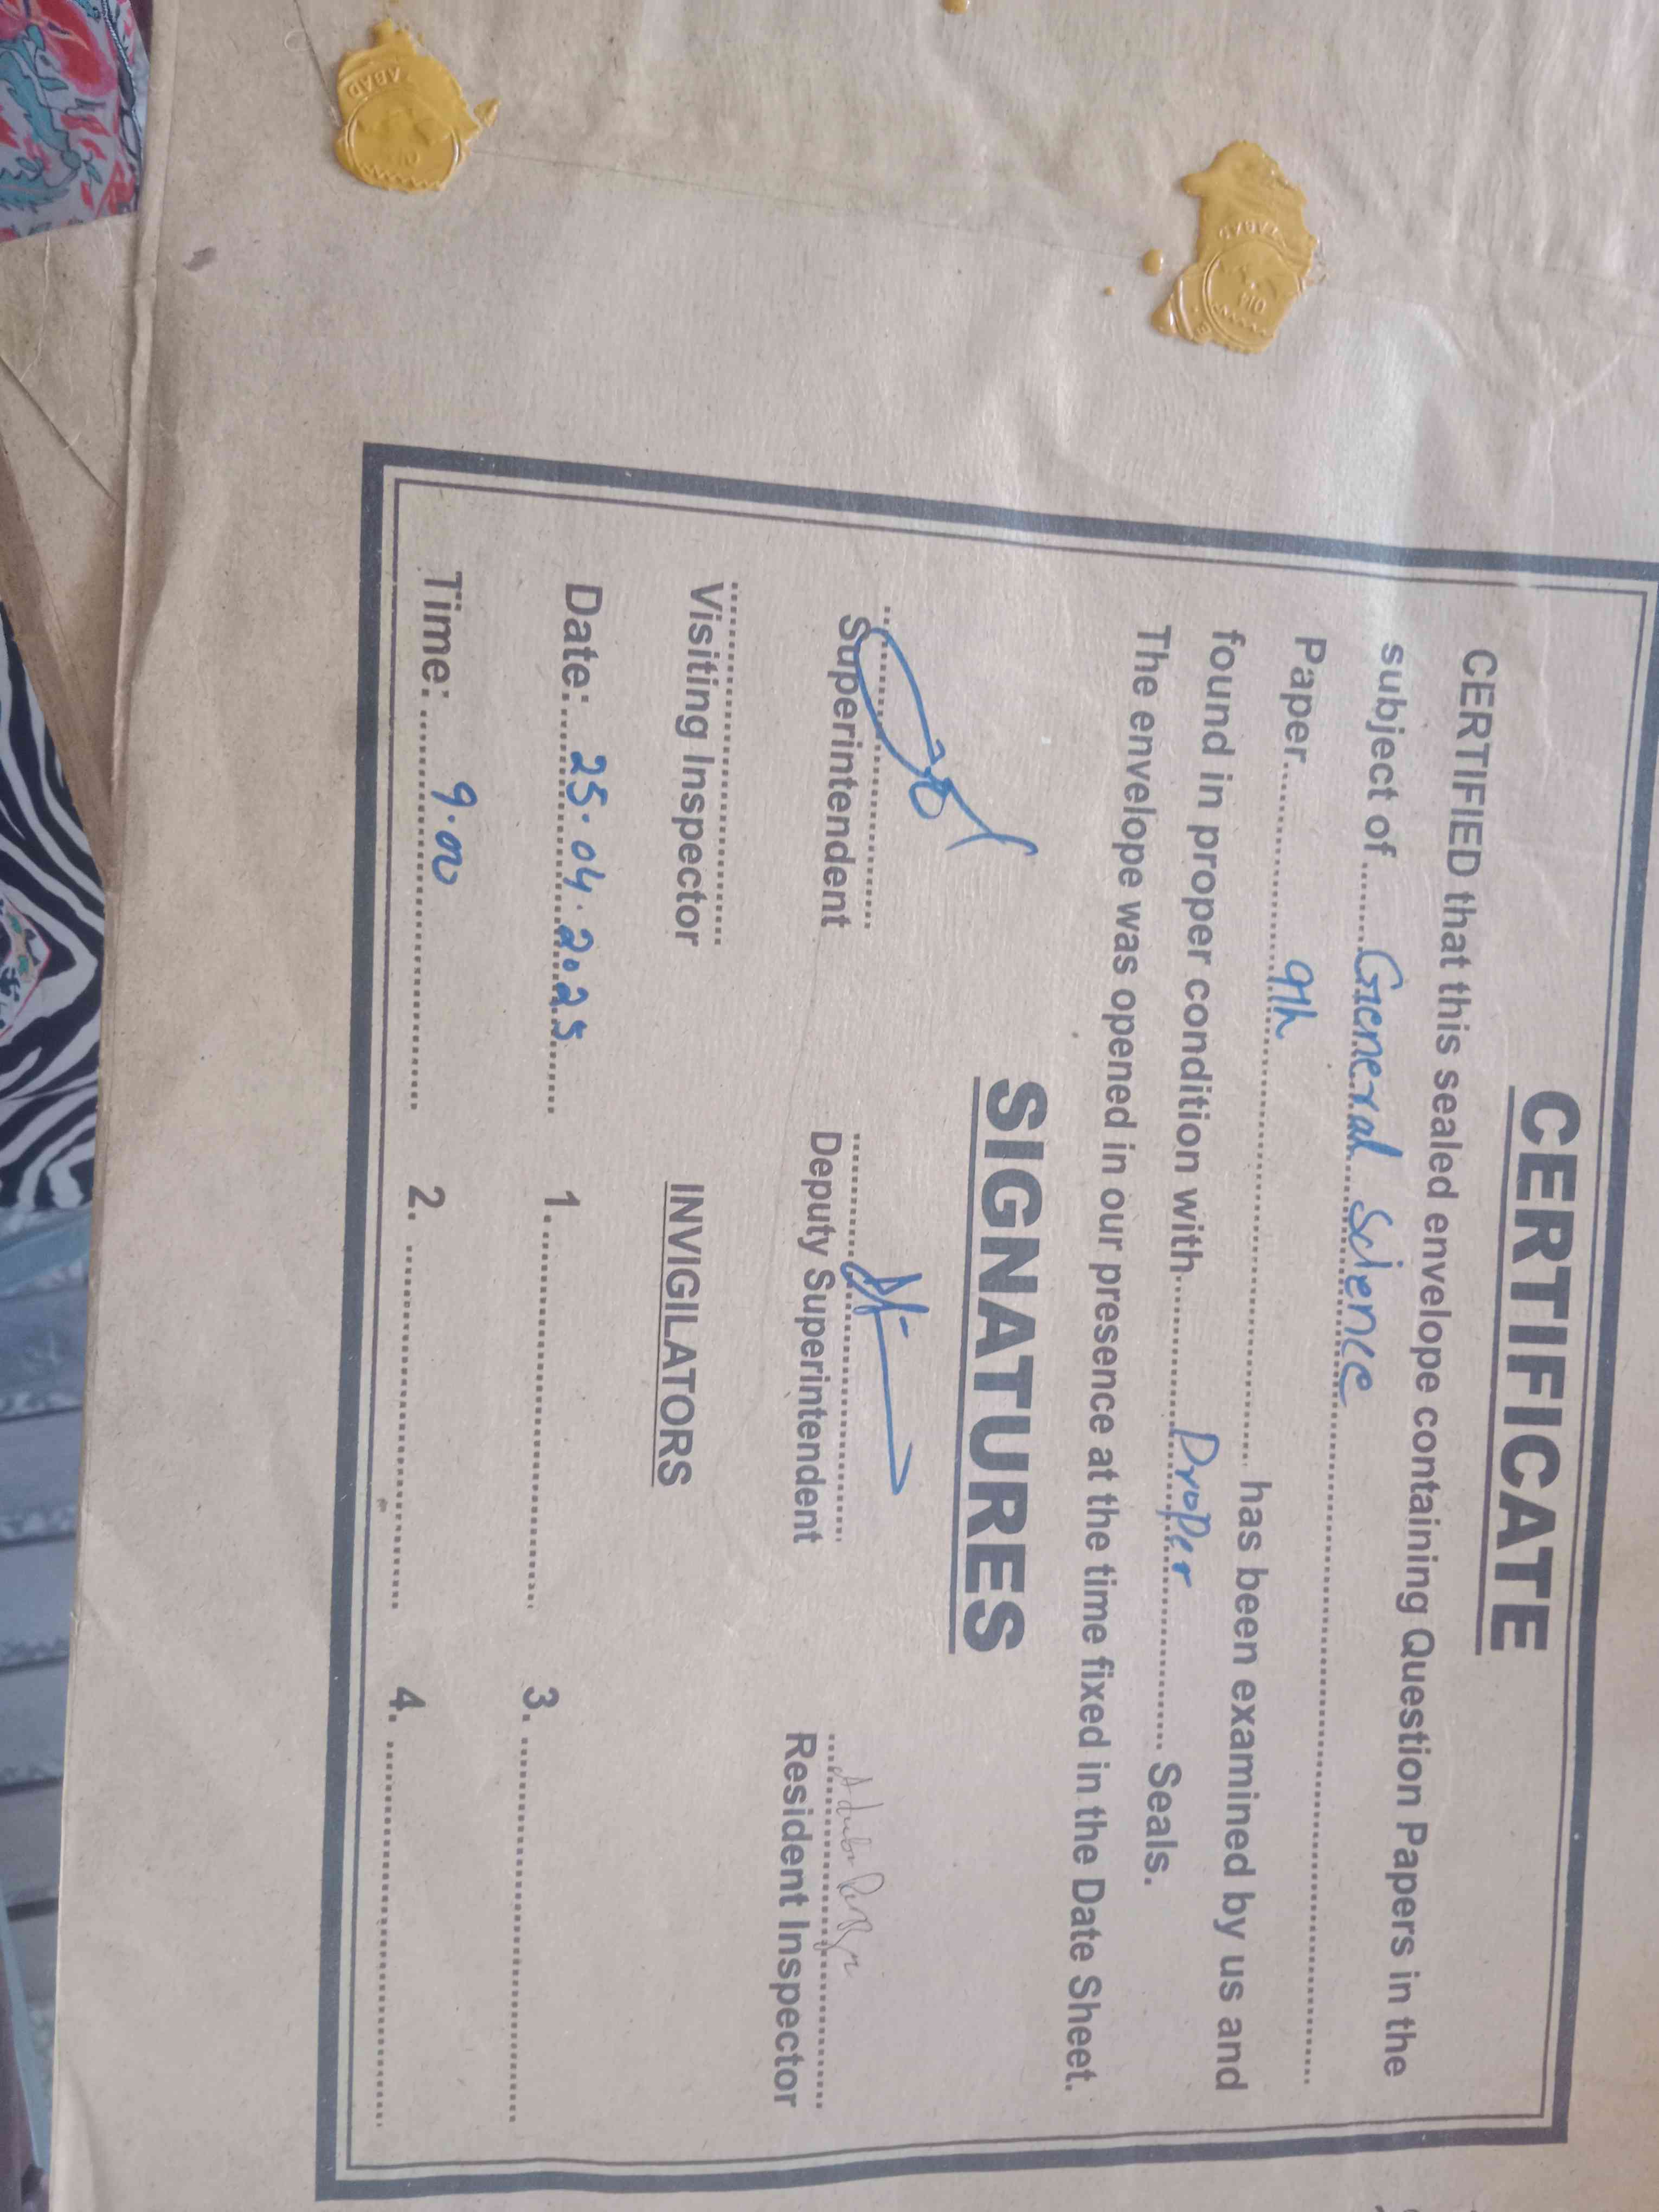 CERTIFICATE
CERTIFIED that this sealed envelope containing Question Papers in the
subject of General Science
Paper 9th has been examined by us and
found in proper condition with Proper Seals.
The envelope was opened in our presence at the time fixed in the Date Sheet.
SIGNATURES
Superintendent Deputy Superintendent Resident Inspector
Visiting Inspector INVIGILATORS
Date: 25.04.2025 1. 3.
Time: 9.00 2. 4.
ABAD
ABAD
014